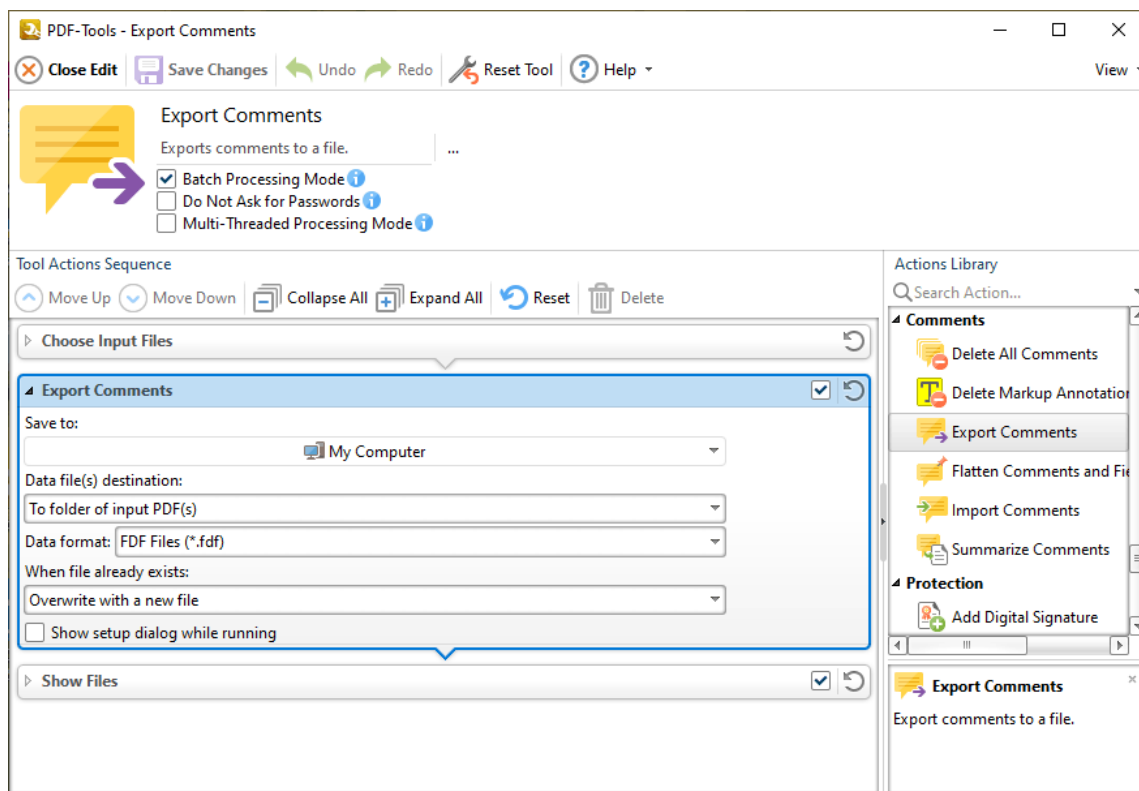 PDF-Tools - Export Comments
Close Edit Save Changes Undo Redo Reset Tool Help View
Export Comments
Exports comments to a file. ...
Batch Processing Mode
Do Not Ask for Passwords
Multi-Threaded Processing Mode
Tool Actions Sequence
Move Up Move Down Collapse All Expand All Reset Delete
Choose Input Files
Export Comments
Save to:
My Computer
Data file(s) destination:
To folder of input PDF(s)
Data format: FDF Files (*.fdf)
When file already exists:
Overwrite with a new file
Show setup dialog while running
Show Files
Actions Library
Search Action...
Comments
Delete All Comments
Delete Markup Annotation
Export Comments
Flatten Comments and Fie
Import Comments
Summarize Comments
Protection
Add Digital Signature
Export Comments
Export comments to a file.